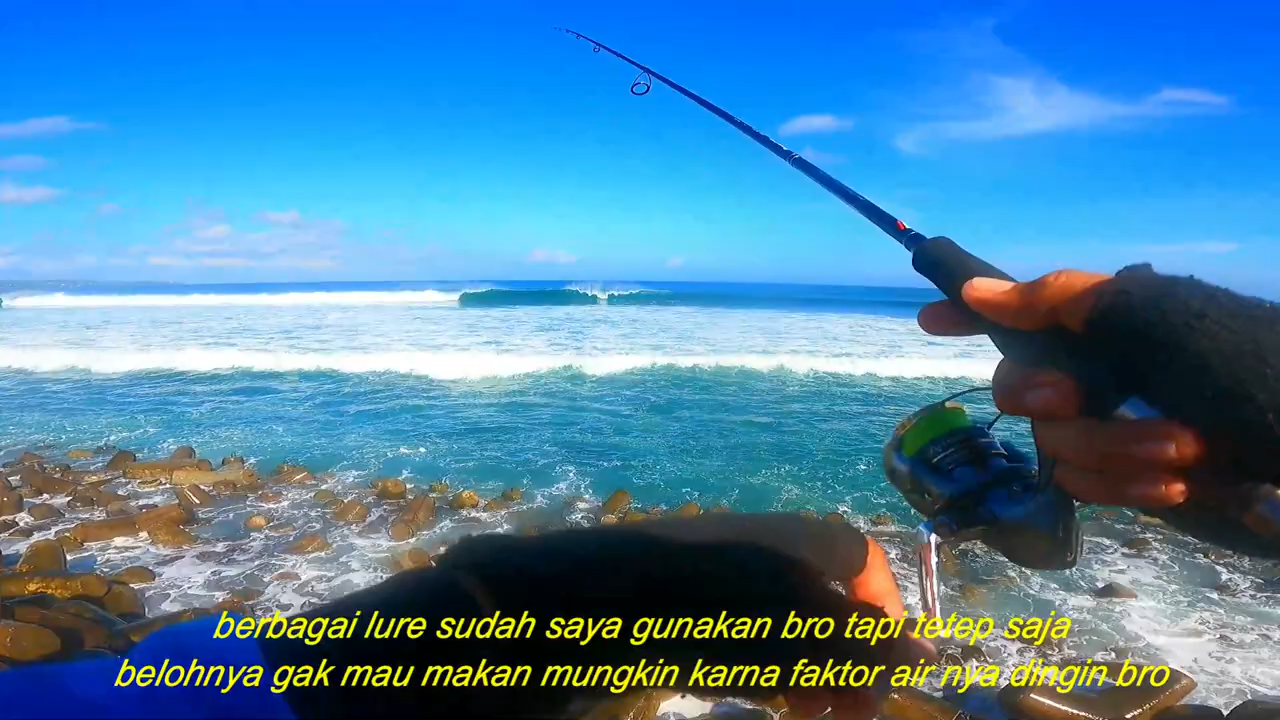 berbagai lure sudah saya gunakan bro tapi tetep saja
belohnya gak mau makan mungkin karna faktor air nya dingin bro